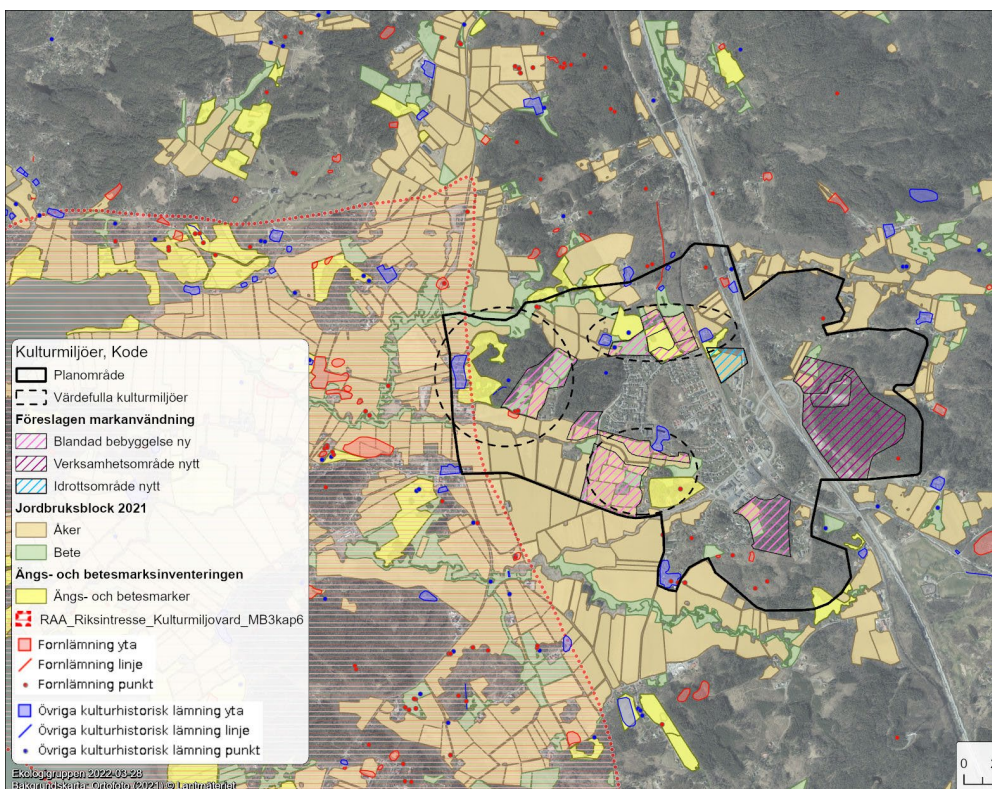 Kulturmiljöer, Kode
Planområde
Värdefulla kulturmiljöer
Föreslagen markanvändning
Blandad bebyggelse ny
Verksamhetsområde nytt
Idrottsområde nytt
Jordbruksblock 2021
Åker
Bete
Ängs- och betesmarksinventeringen
Ängs- och betesmarker
RAA_Riksintresse_Kulturmiljovard_MB3kap6
Fornlämning yta
Fornlämning linje
Fornlämning punkt
Övriga kulturhistorisk lämning yta
Övriga kulturhistorisk lämning linje
Övriga kulturhistorisk lämning punkt
Ekologigruppen 2022-03-28
Bakgrundskarta: Ortofoto (2021) © Lantmäteriet
0